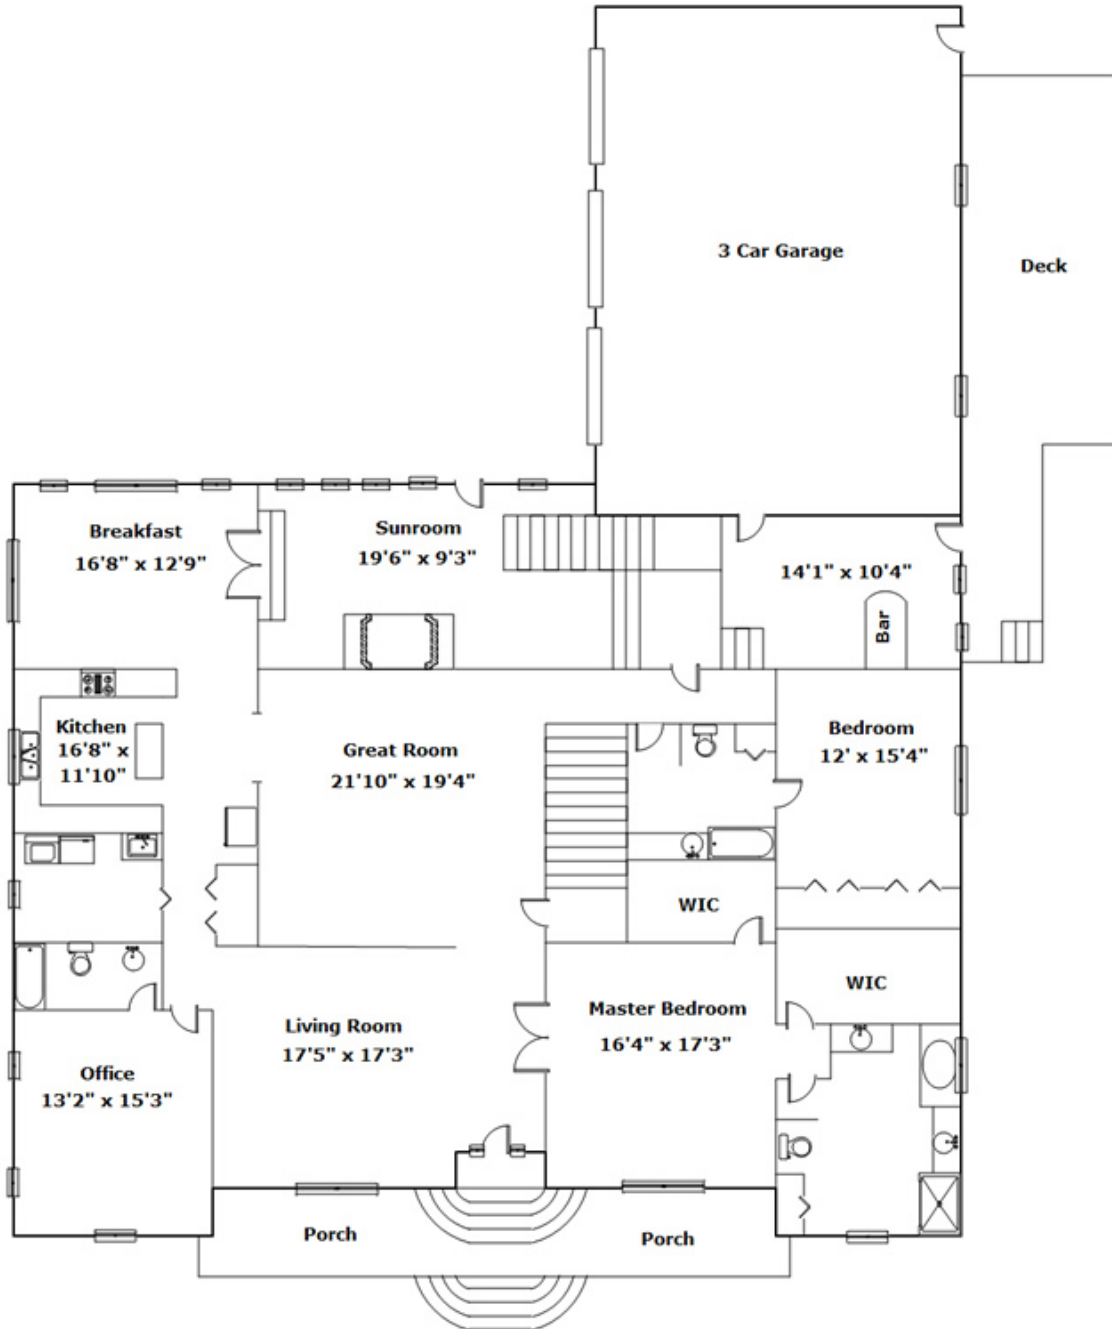 3 Car Garage
Deck
Breakfast
16'8" x 12'9"
Sunroom
19'6" x 9'3"
14'1" x 10'4"
Bar
Kitchen
16'8" x
11'10"
Great Room
21'10" x 19'4"
Bedroom
12' x 15'4"
WIC
WIC
Living Room
17'5" x 17'3"
Master Bedroom
16'4" x 17'3"
Office
13'2" x 15'3"
Porch
Porch